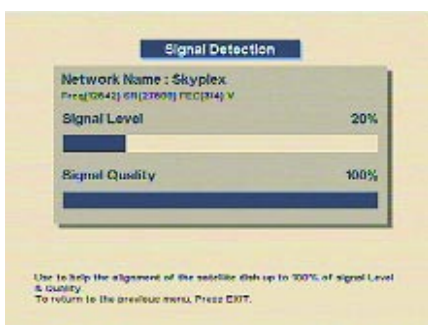 Signal Detection
Network Name : Skyplex
Freq(12642) SR(27500) FEC(3/4) V
Signal Level 20%
Signal Quality 100%
Use to help the alignment of the satellite dish up to 100% of signal Level
& Quality.
To return to the previous menu, Press EXIT.